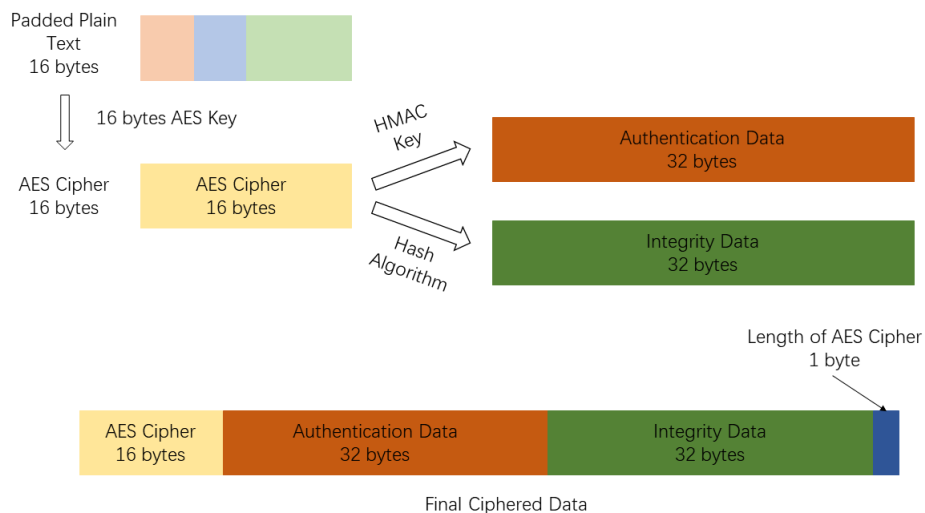 Padded Plain
Text
16 bytes
16 bytes AES Key
HMAC
Key
Authentication Data
32 bytes
AES Cipher
16 bytes
AES Cipher
16 bytes
Hash
Algorithm
Integrity Data
32 bytes
Length of AES Cipher
1 byte
AES Cipher
16 bytes
Authentication Data
32 bytes
Integrity Data
32 bytes
Final Ciphered Data